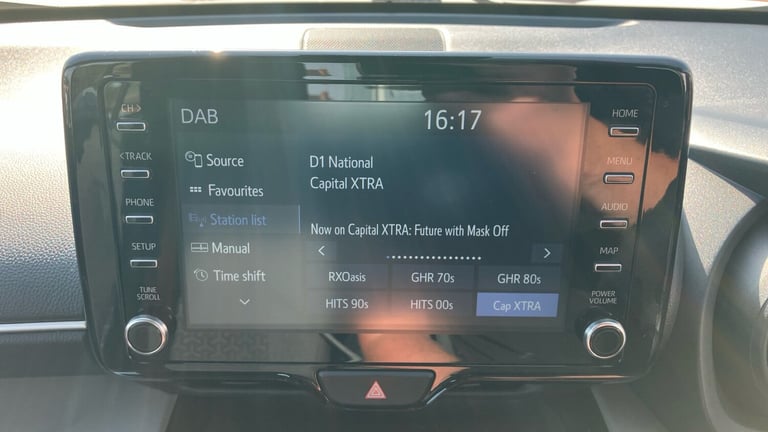 DAB
16:17
CH>
<TRACK
PHONE
SETUP
TUNE
SCROLL
Source
Favourites
Station list
Manual
Time shift
D1 National
Capital XTRA
Now on Capital XTRA: Future with Mask Off
RXOasis
GHR 70s
GHR 80s
HITS 90s
HITS 00s
Cap XTRA
HOME
MENU
AUDIO
MAP
POWER
VOLUME